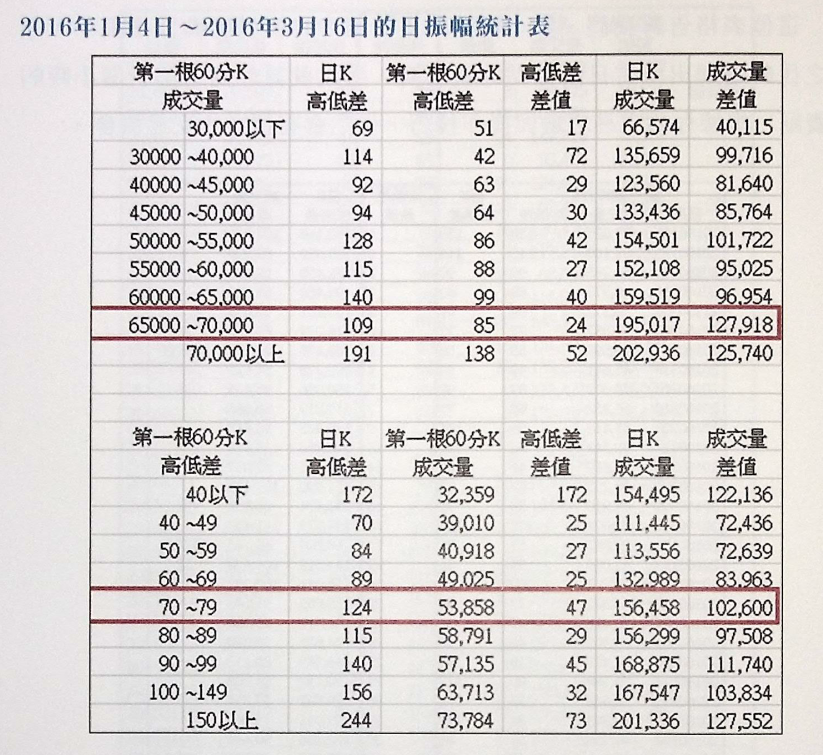 2016年1月4日～2016年3月16日的日振幅統計表
第一根60分K 日K 第一根60分K 高低差 日K 成交量
成交量 高低差 高低差 差值 成交量 差值
30,000以下 69 51 17 66,574 40,115
30000 ~40,000 114 42 72 135,659 99,716
40000 ~45,000 92 63 29 123,560 81,640
45000 ~50,000 94 64 30 133,436 85,764
50000 ~55,000 128 86 42 154,501 101,722
55000 ~60,000 115 88 27 152,108 95,025
60000 ~65,000 140 99 40 159,519 96,954
65000 ~70,000 109 85 24 195,017 127,918
70,000以上 191 138 52 202,936 125,740
第一根60分K 日K 第一根60分K 高低差 日K 成交量
高低差 高低差 成交量 差值 成交量 差值
40以下 172 32,359 172 154,495 122,136
40 ~49 70 39,010 25 111,445 72,436
50 ~59 84 40,918 27 113,556 72,639
60 ~69 89 49,025 25 132,989 83,963
70 ~79 124 53,858 47 156,458 102,600
80 ~89 115 58,791 29 156,299 97,508
90 ~99 140 57,135 45 168,875 111,740
100 ~149 156 63,713 32 167,547 103,834
150以上 244 73,784 73 201,336 127,552